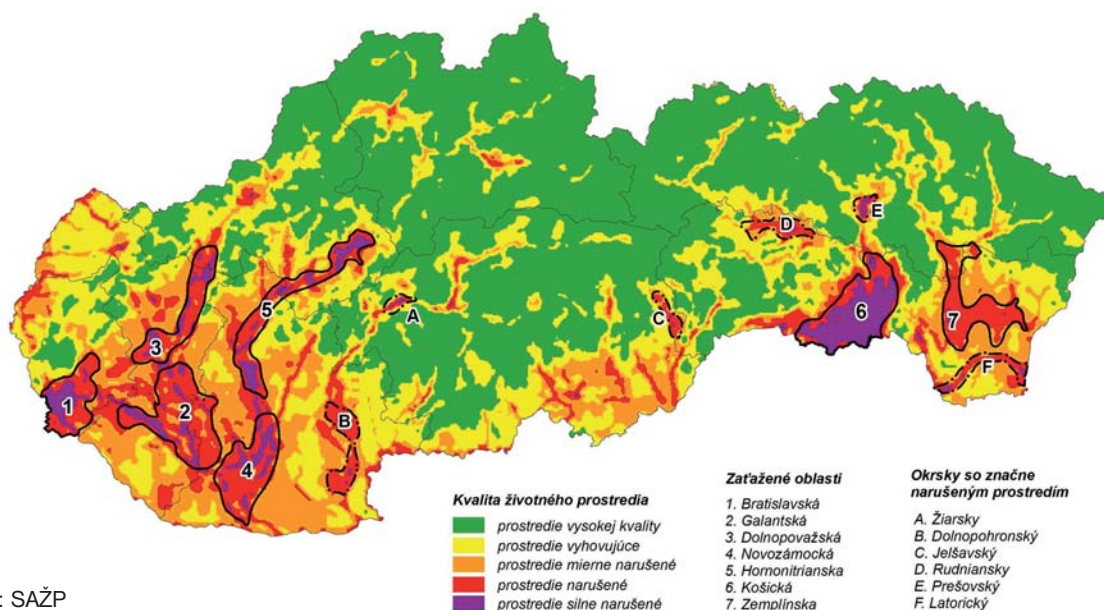 D
E
A
5
C
6
7
3
F
1
2
B
4
Kvalita životného prostredia
prostredie vysokej kvality
prostredie vyhovujúce
prostredie mierne narušené
prostredie narušené
prostredie silne narušené
Zaťažené oblasti
1. Bratislavská
2. Galantská
3. Dolnopovažská
4. Novozámocká
5. Hornonitrianska
6. Košická
7. Zemplínska
Okrsky so značne
narušeným prostredím
A. Žiarsky
B. Dolnopohronský
C. Jelšavský
D. Rudniansky
E. Prešovský
F. Latorický
: SAŽP